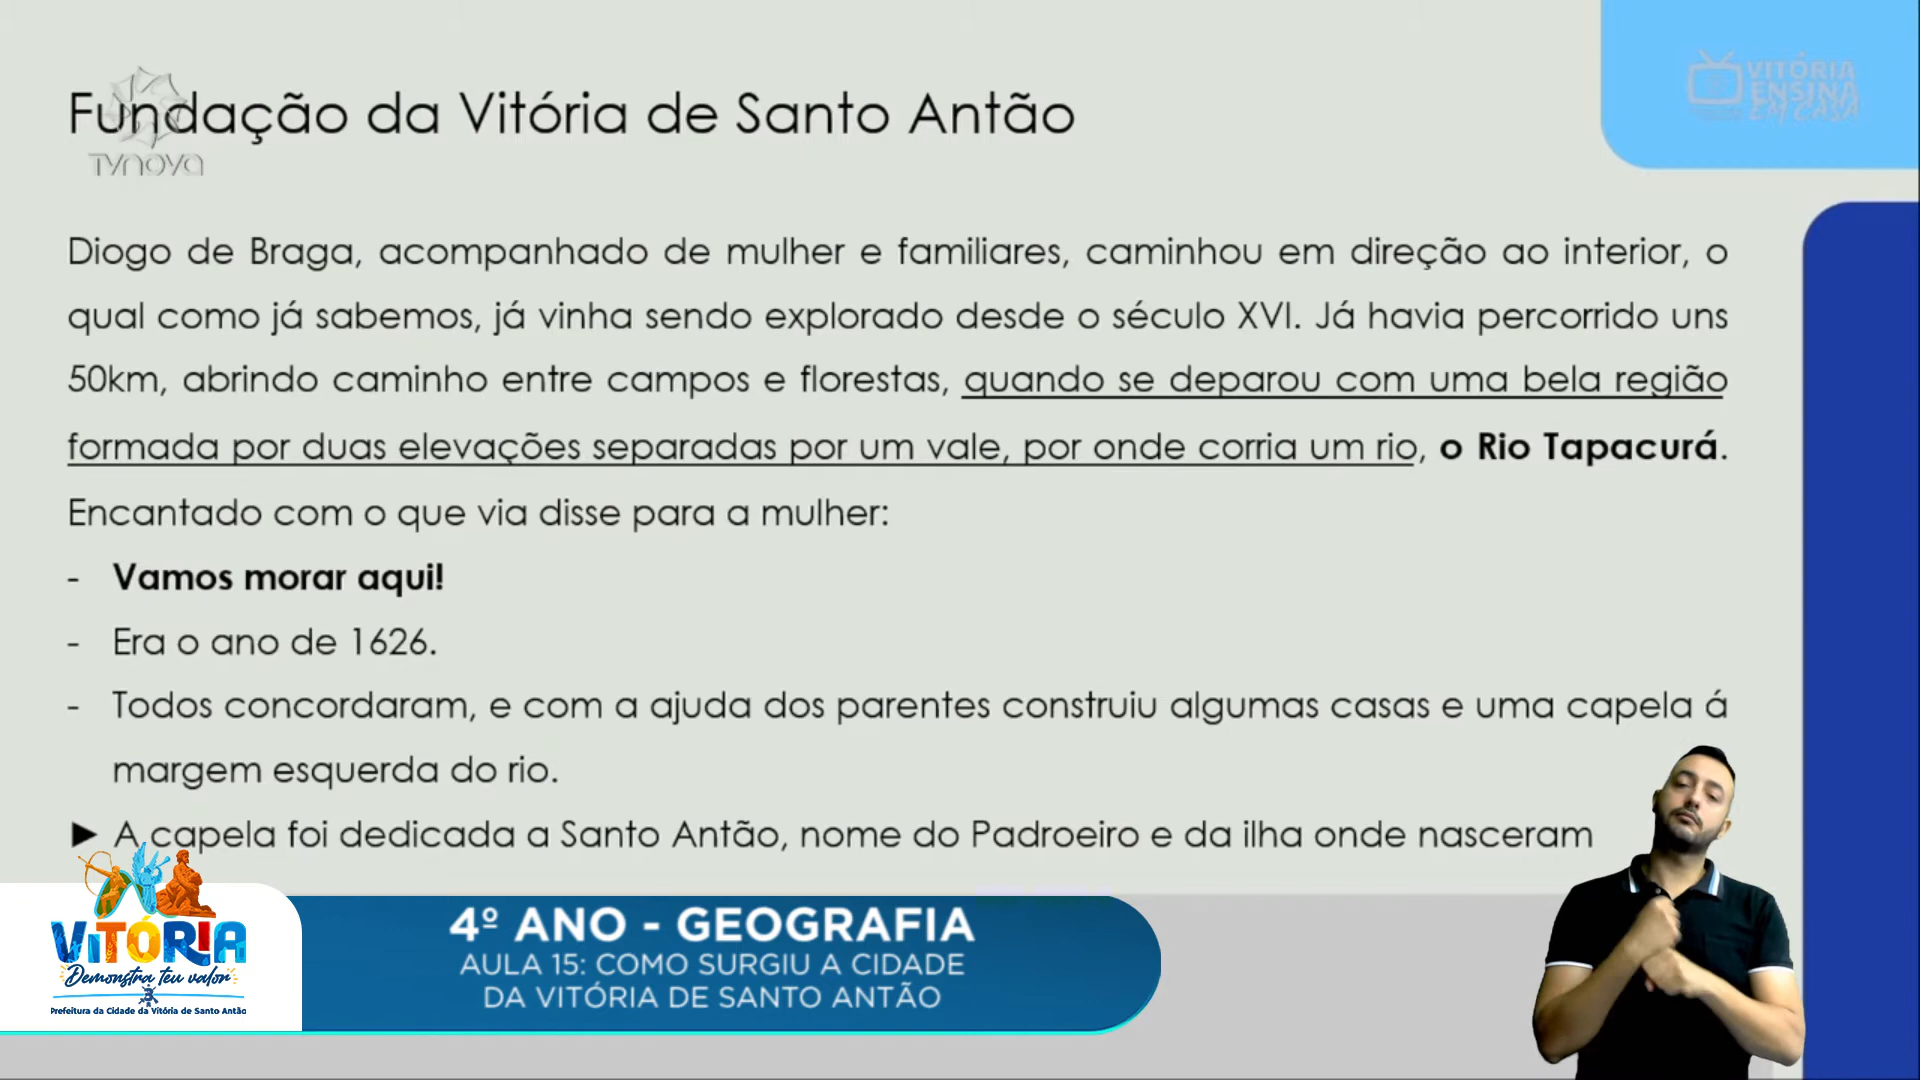 Fundação da Vitória de Santo Antão
TVNOVA
VITÓRIA
ENSINA
EM CASA
Diogo de Braga, acompanhado de mulher e familiares, caminhou em direção ao interior, o
qual como já sabemos, já vinha sendo explorado desde o século XVI. Já havia percorrido uns
50km, abrindo caminho entre campos e florestas, quando se deparou com uma bela região
formada por duas elevações separadas por um vale, por onde corria um rio, o Rio Tapacurá.
Encantado com o que via disse para a mulher:
- Vamos morar aqui!
- Era o ano de 1626.
- Todos concordaram, e com a ajuda dos parentes construiu algumas casas e uma capela á
margem esquerda do rio.
► A capela foi dedicada a Santo Antão, nome do Padroeiro e da ilha onde nasceram
VITÓRIA
Demonstra teu valor
Prefeitura da Cidade da Vitória de Santo Antão
4º ANO - GEOGRAFIA
AULA 15: COMO SURGIU A CIDADE
DA VITÓRIA DE SANTO ANTÃO